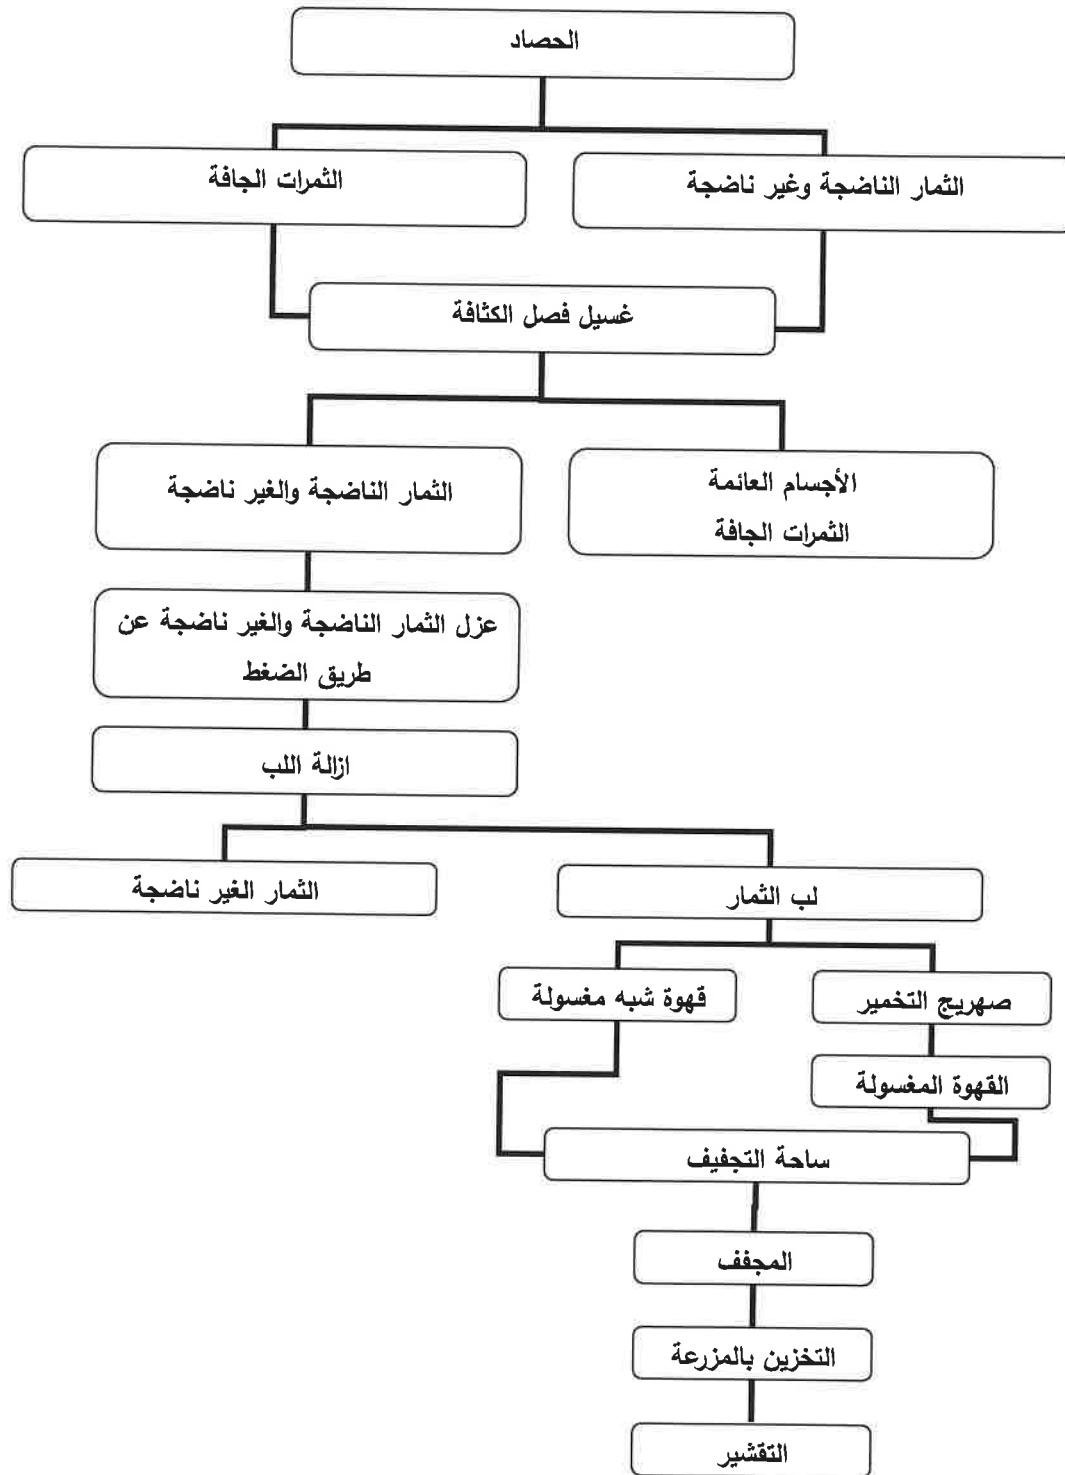 الحصاد
الثمار الناضجة وغير ناضجة
الثمرات الجافة
غسيل فصل الكثافة
الأجسام العائمة
الثمرات الجافة
الثمار الناضجة والغير ناضجة
عزل الثمار الناضجة والغير ناضجة عن
طريق الضغط
ازالة اللب
لب الثمار
الثمار الغير ناضجة
صهريج التخمير
قهوة شبه مغسولة
القهوة المغسولة
ساحة التجفيف
المجفف
التخزين بالمزرعة
التقشير